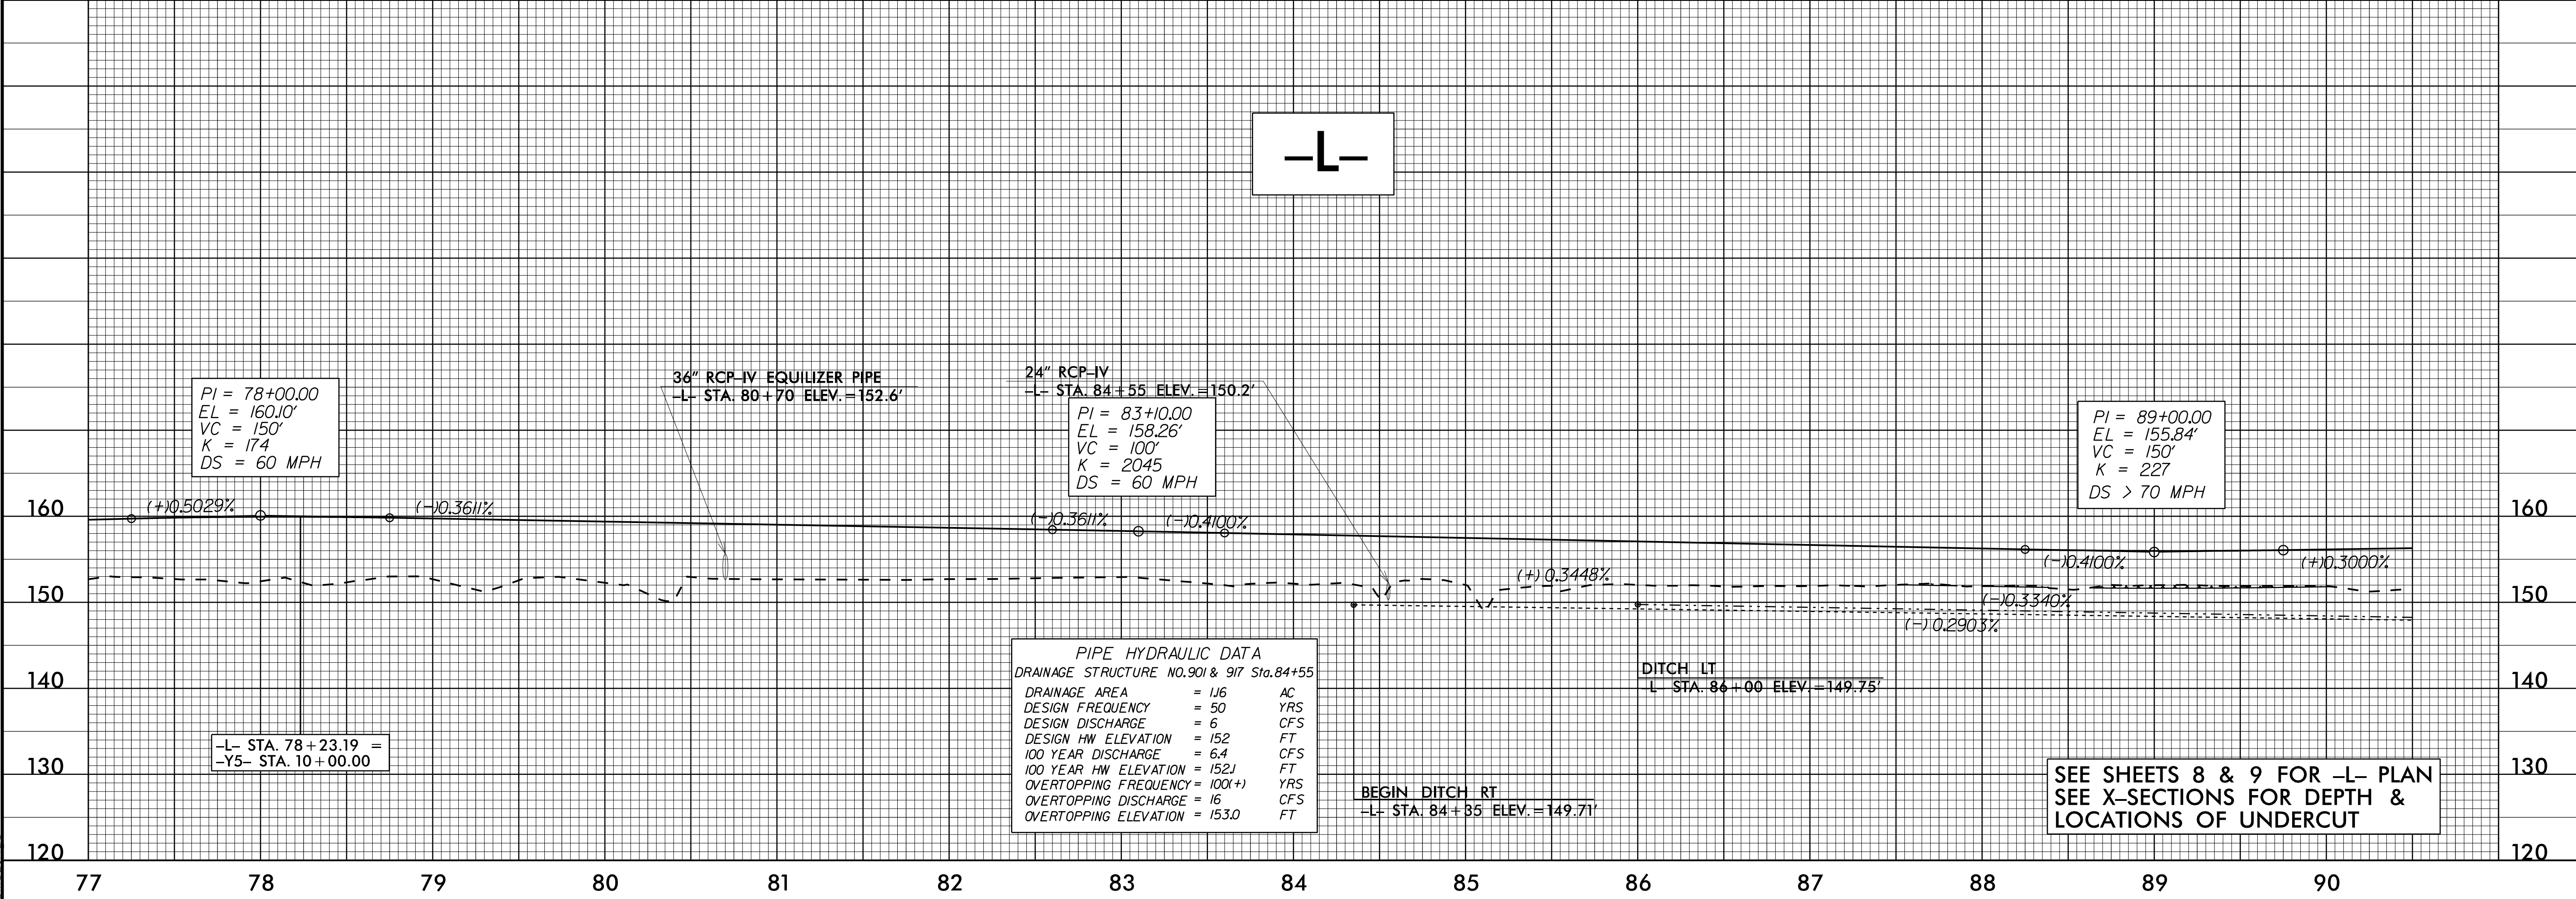 –L–
36" RCP–IV EQUILIZER PIPE
–L– STA. 80+70 ELEV.=152.6'
24" RCP–IV
–L– STA. 84+55 ELEV.=150.2'
PI = 78+00.00
EL = 160.10'
VC = 150'
K = 174
DS = 60 MPH
PI = 83+10.00
EL = 158.26'
VC = 100'
K = 2045
DS = 60 MPH
PI = 89+00.00
EL = 155.84'
VC = 150'
K = 227
DS > 70 MPH
160
(+)0.5029%
(–)0.3611%
(–)0.3611%
(–)0.4100%
(–)0.4100%
(+)0.3000%
160
150
(+)0.3448%
(–)0.3340%
(–)0.2903%
150
PIPE HYDRAULIC DATA
DRAINAGE STRUCTURE NO.901 & 917 Sta.84+55
DRAINAGE AREA = 1.16 AC
DESIGN FREQUENCY = 50 YRS
DESIGN DISCHARGE = 6 CFS
DESIGN HW ELEVATION = 152 FT
100 YEAR DISCHARGE = 6.4 CFS
100 YEAR HW ELEVATION = 152.1 FT
OVERTOPPING FREQUENCY = 100(+) YRS
OVERTOPPING DISCHARGE = 16 CFS
OVERTOPPING ELEVATION = 153.0 FT
DITCH LT
–L– STA. 86+00 ELEV.=149.75'
140
140
–L– STA. 78+23.19 =
–Y5– STA. 10+00.00
130
130
BEGIN DITCH RT
–L– STA. 84+35 ELEV.=149.71'
SEE SHEETS 8 & 9 FOR –L– PLAN
SEE X–SECTIONS FOR DEPTH &
LOCATIONS OF UNDERCUT
120
120
77 78 79 80 81 82 83 84 85 86 87 88 89 90